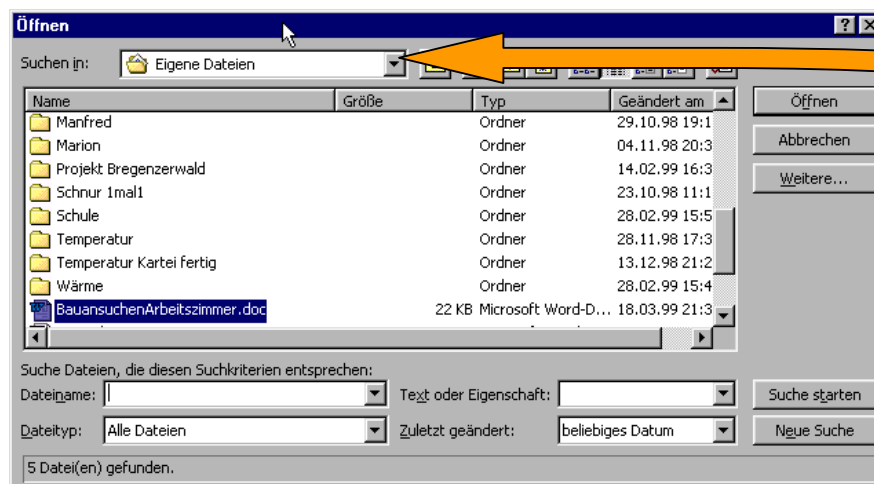 Öffnen
Suchen in: Eigene Dateien
Name Größe Typ Geändert am
Manfred Ordner 29.10.98 19:1
Marion Ordner 04.11.98 20:3
Projekt Bregenzerwald Ordner 14.02.99 16:3
Schnur 1mal1 Ordner 23.10.98 11:1
Schule Ordner 28.02.99 15:5
Temperatur Ordner 28.11.98 17:3
Temperatur Kartei fertig Ordner 13.12.98 21:2
Wärme Ordner 28.02.99 15:4
BauansuchenArbeitszimmer.doc 22 KB Microsoft Word-D... 18.03.99 21:3
Öffnen
Abbrechen
Weitere...
Suche Dateien, die diesen Suchkriterien entsprechen:
Dateiname: Text oder Eigenschaft: Suche starten
Dateityp: Alle Dateien Zuletzt geändert: beliebiges Datum Neue Suche
5 Datei(en) gefunden.